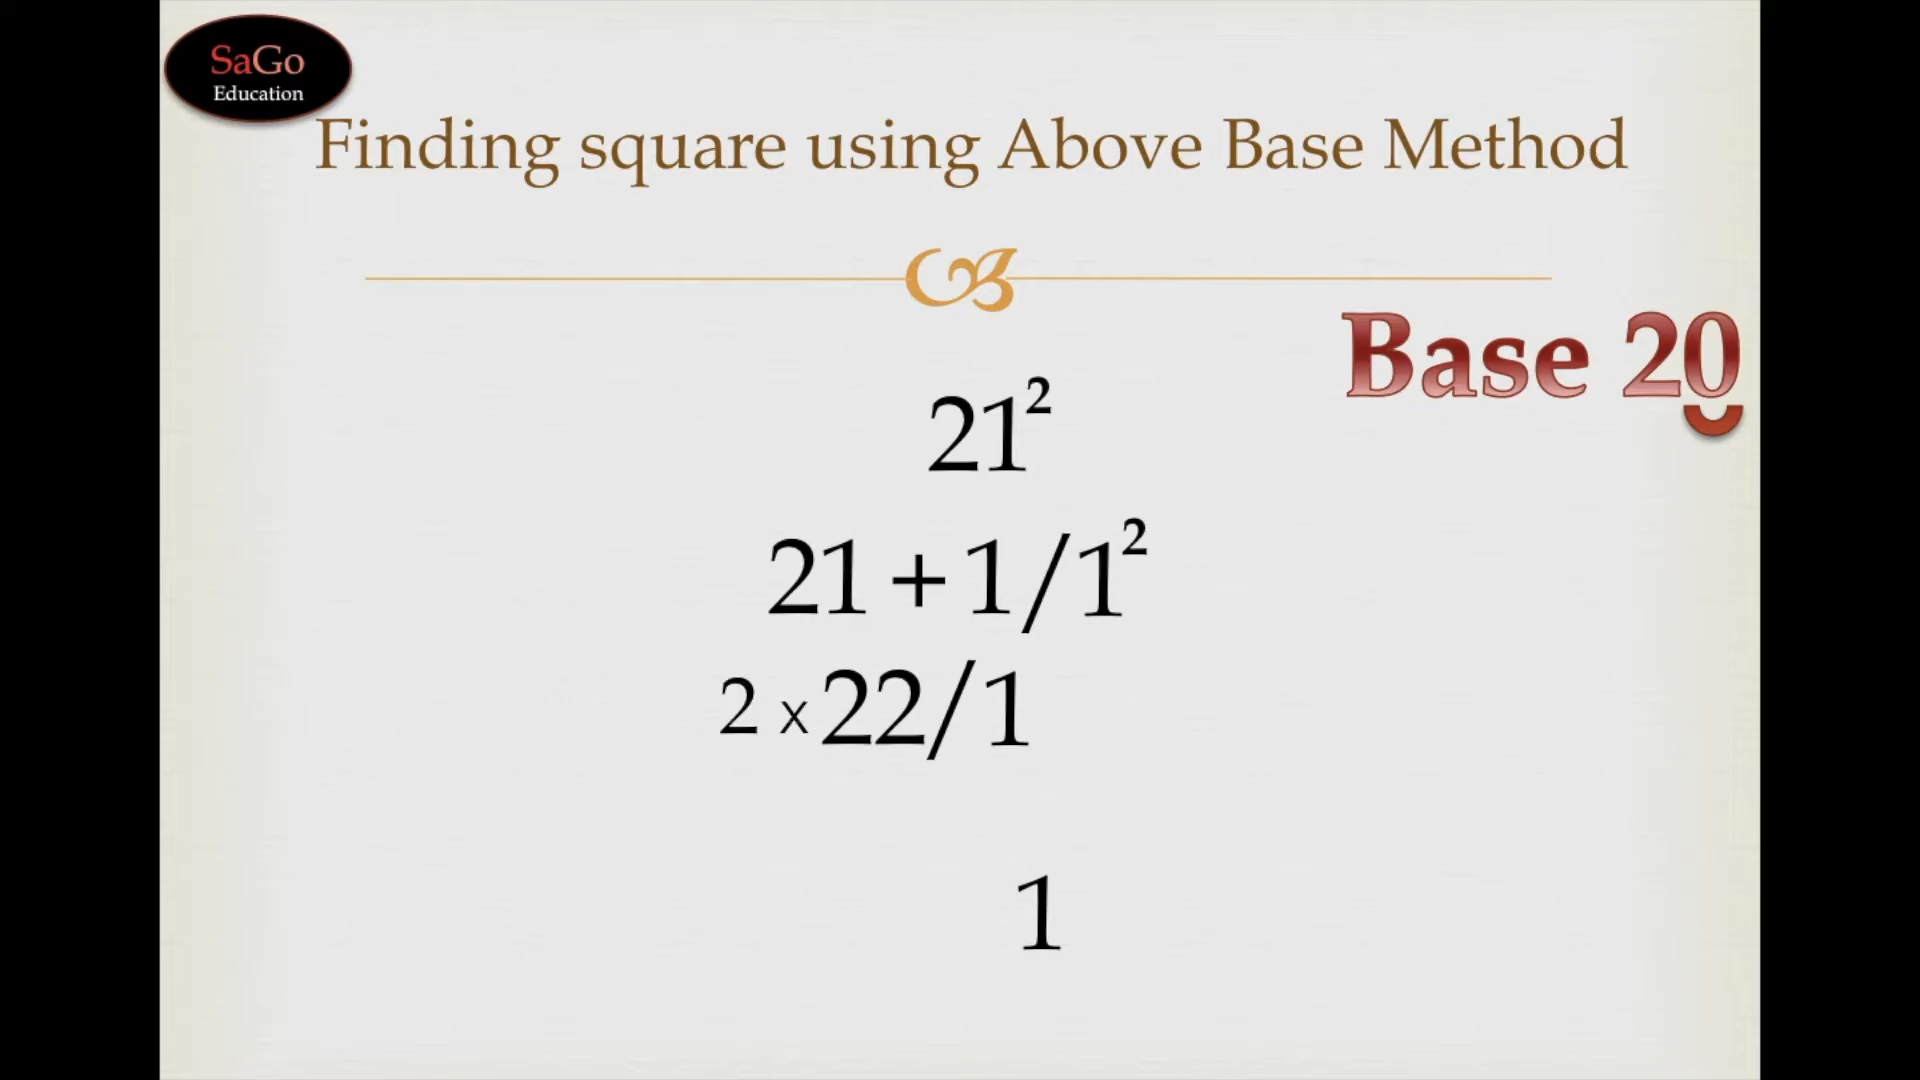 SaGo
Education
Finding square using Above Base Method
Base 20
21²
21 + 1/1²
2 x 22/1
1